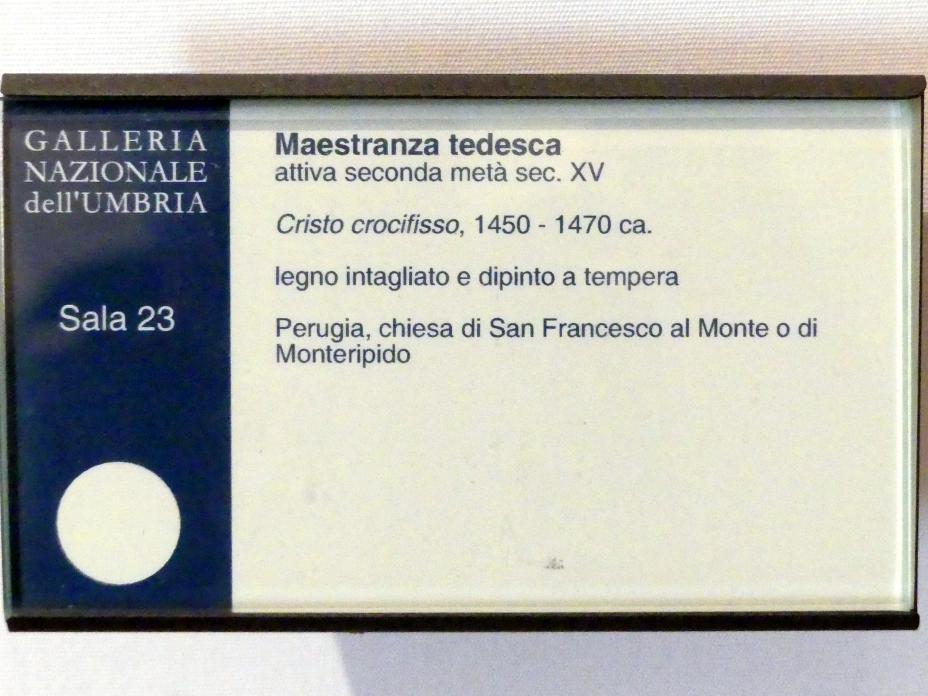 GALLERIA
NAZIONALE
dell'UMBRIA
Sala 23
Maestranza tedesca
attiva seconda metà sec. XV
Cristo crocifisso, 1450 - 1470 ca.
legno intagliato e dipinto a tempera
Perugia, chiesa di San Francesco al Monte o di
Monteripido